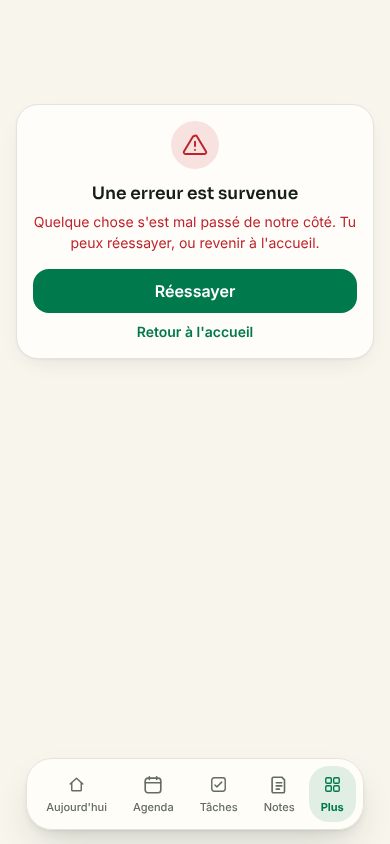 Une erreur est survenue
Quelque chose s'est mal passé de notre côté. Tu
peux réessayer, ou revenir à l'accueil.
Réessayer
Retour à l'accueil
Aujourd'hui
Agenda
Tâches
Notes
Plus